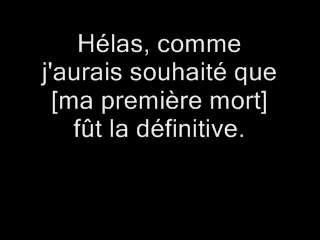 Hélas, comme
j'aurais souhaité que
[ma première mort]
fût la définitive.